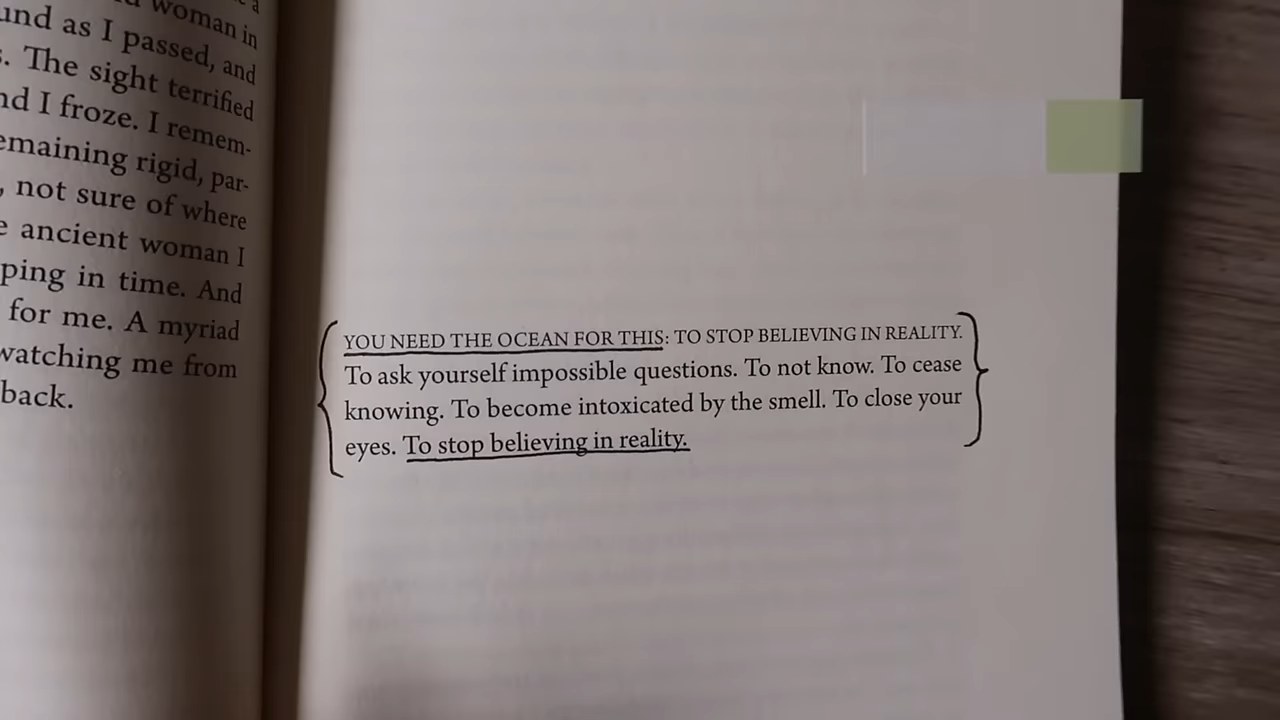 woman in
und as I passed, and
. The sight terrified
nd I froze. I remem-
emaining rigid, par-
, not sure of where
e ancient woman I
ping in time. And
for me. A myriad
watching me from
back.
YOU NEED THE OCEAN FOR THIS: TO STOP BELIEVING IN REALITY.
To ask yourself impossible questions. To not know. To cease
knowing. To become intoxicated by the smell. To close your
eyes. To stop believing in reality.